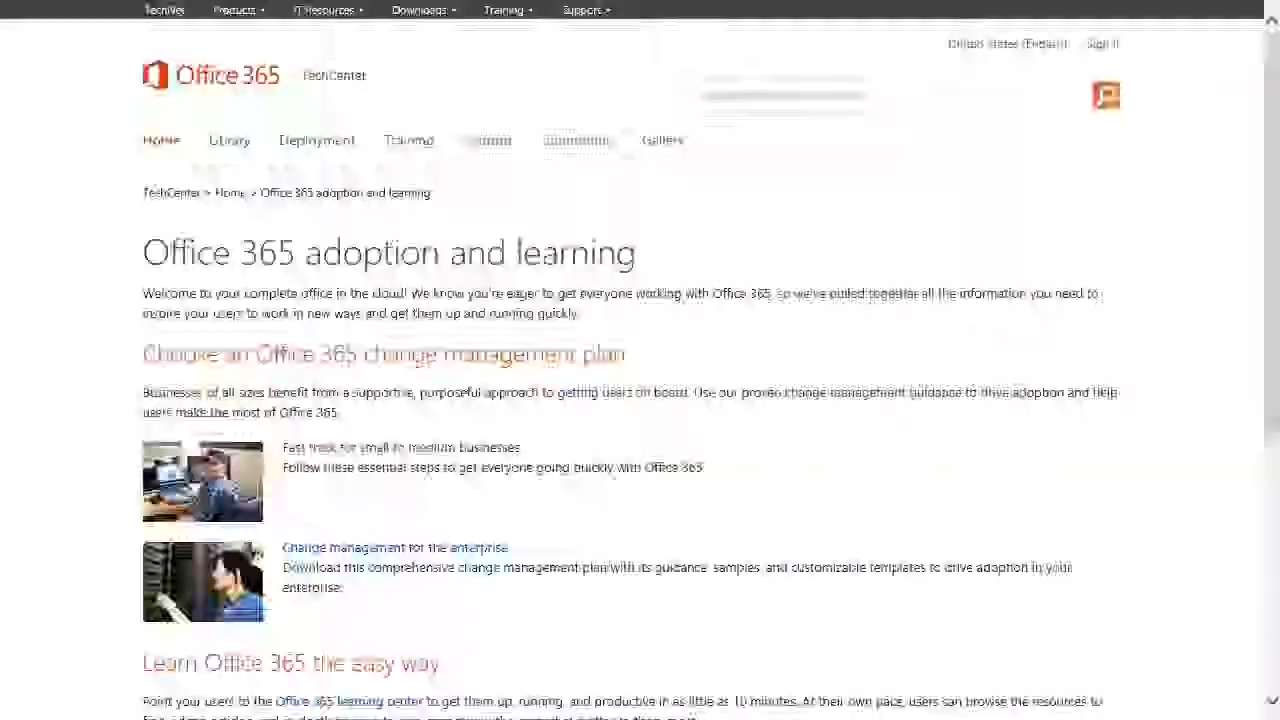 TechNet Products IT Resources Downloads Training Support
United States (English) Sign in
Office 365 TechCenter
Home Library Deployment Gallery
TechCenter > Home > Office 365 adoption and learning
Office 365 adoption and learning
Welcome to your complete office in the cloud! We know you're eager to get everyone working with Office 365, so we've pulled together all the information you need to
inspire your users to work in new ways and get them up and running quickly.
Choose an Office 365 change management plan
Businesses of all sizes benefit from a supportive, purposeful approach to getting users on board. Use our proven change management guidance to drive adoption and help
users make the most of Office 365.
Fast track for small to medium businesses
Follow these essential steps to get everyone going quickly with Office 365
Change management for the enterprise
Download this comprehensive change management plan with its guidance, samples, and customizable templates to drive adoption in your
enterprise.
Learn Office 365 the easy way
Point your users to the Office 365 learning center to get them up, running, and productive in as little as 10 minutes. At their own pace, users can browse the resources to